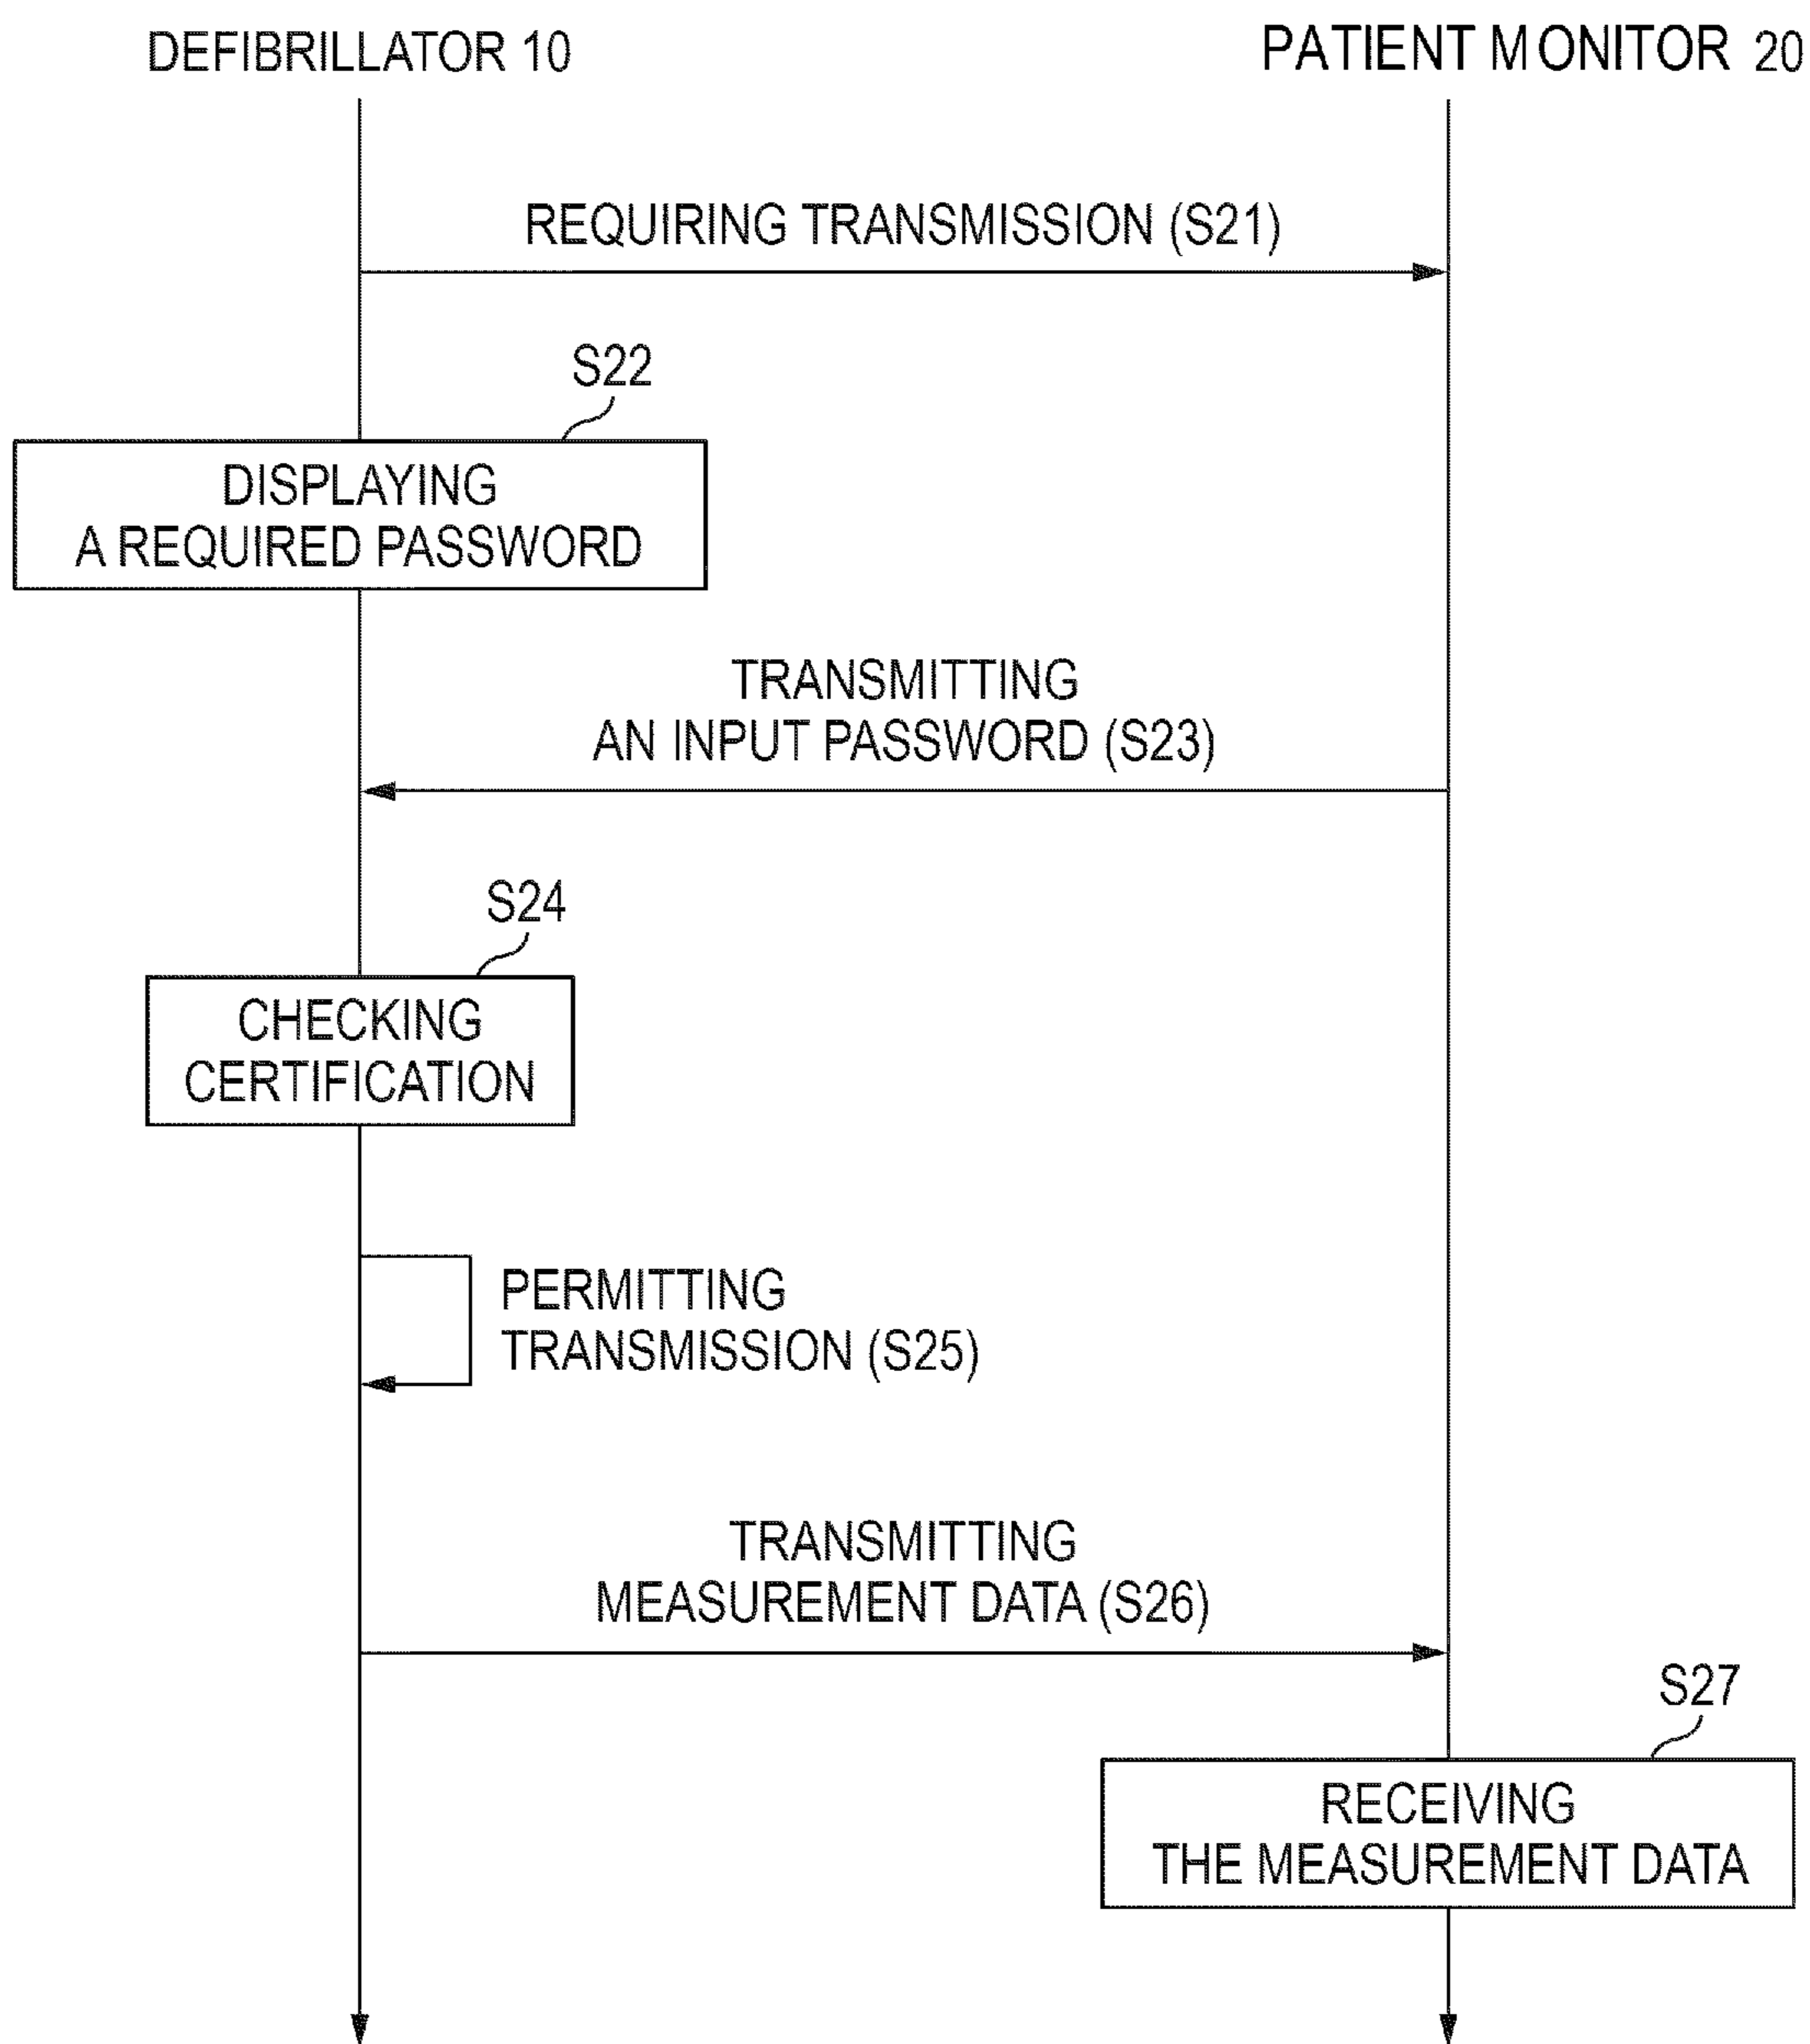 DEFIBRILLATOR 10
PATIENT MONITOR 20
REQUIRING TRANSMISSION (S21)
S22
DISPLAYING
A REQUIRED PASSWORD
TRANSMITTING
AN INPUT PASSWORD (S23)
S24
CHECKING
CERTIFICATION
PERMITTING
TRANSMISSION (S25)
TRANSMITTING
MEASUREMENT DATA (S26)
S27
RECEIVING
THE MEASUREMENT DATA